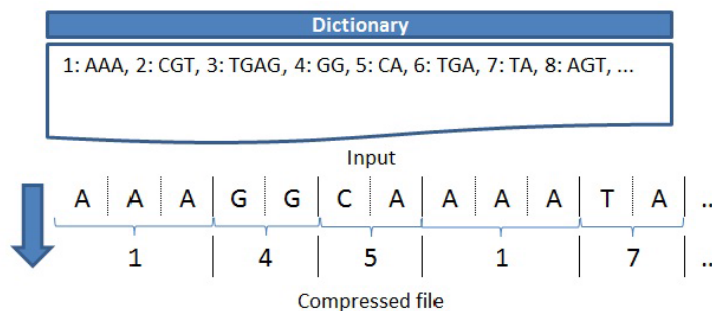 Dictionary
1: AAA, 2: CGT, 3: TGAG, 4: GG, 5: CA, 6: TGA, 7: TA, 8: AGT, ...
Input
A A A G G C A A A A T A ..
1 4 5 1 7 ..
Compressed file